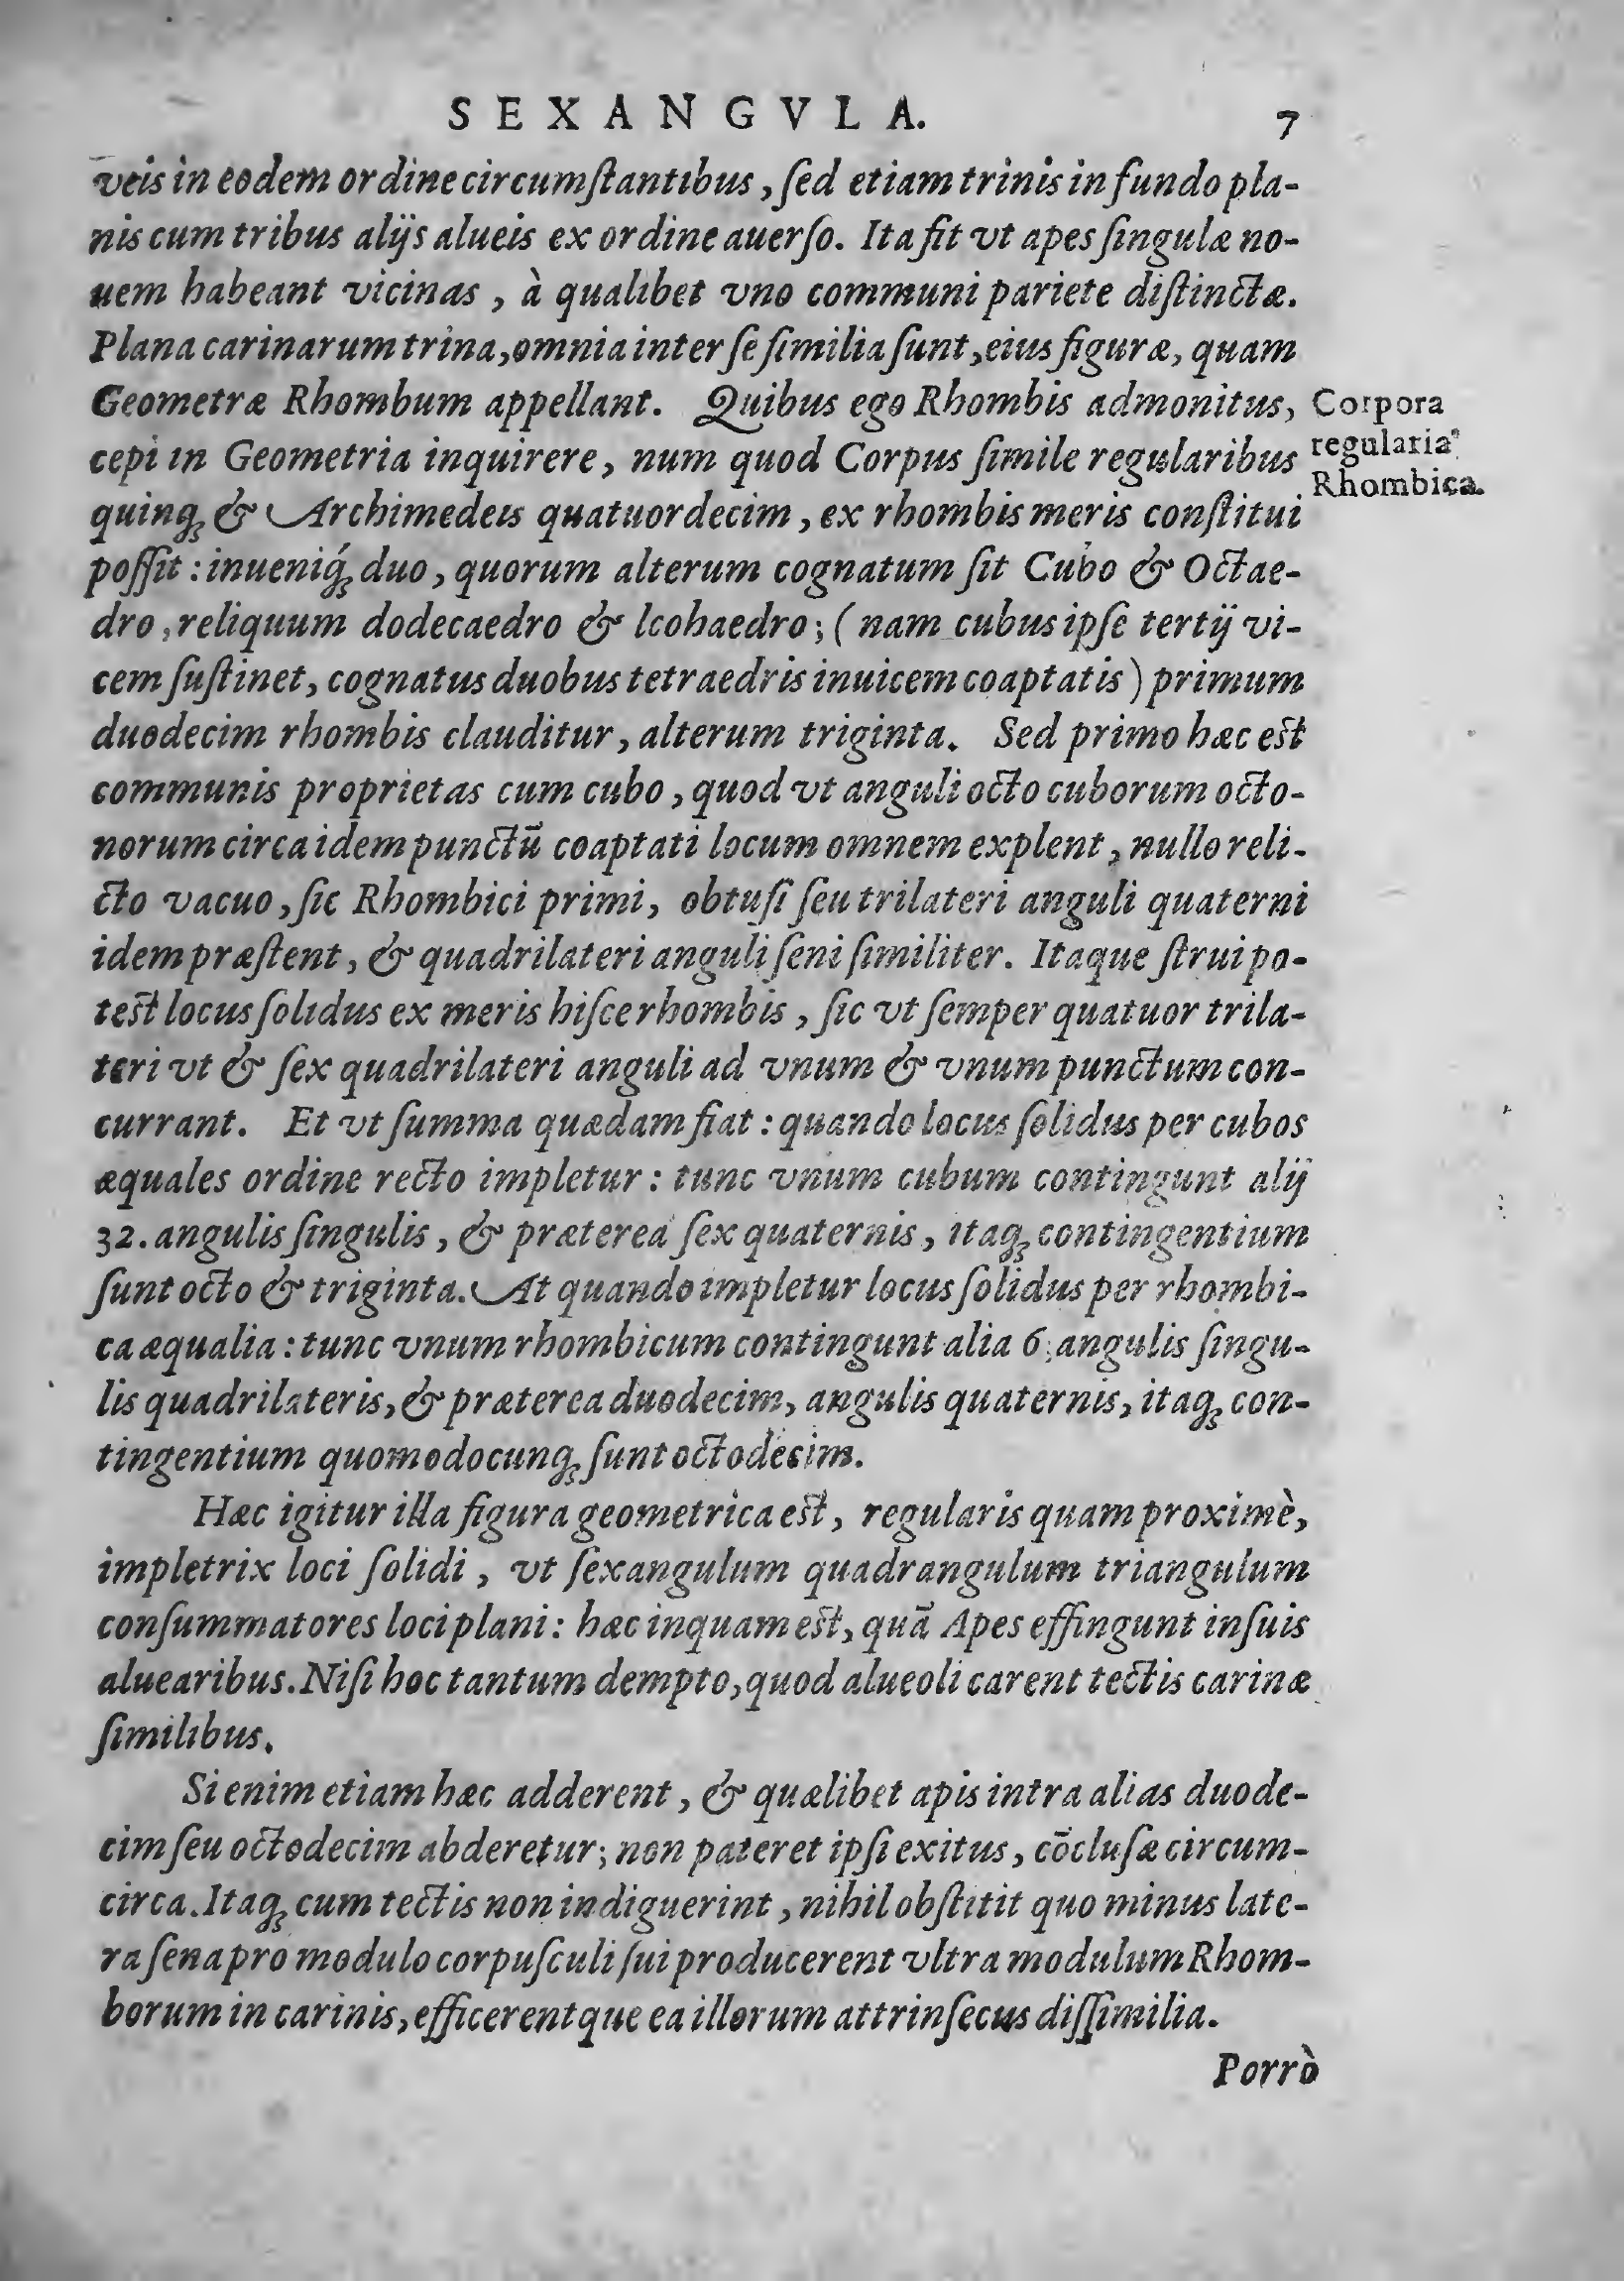 SEXANGVLA. 7
veis in eodem ordine circumſtantibus, ſed etiam trinis in fundo pla-
nis cum tribus alijs alueis ex ordine auerſo. Ita fit vt apes ſingulæ no-
uem habeant vicinas, à qualibet vno communi pariete diſtinctæ.
Plana carinarum trina, omnia inter ſe ſimilia ſunt, eius figuræ, quam
Geometræ Rhombum appellant. Quibus ego Rhombis admonitus,
cepi in Geometria inquirere, num quod Corpus ſimile regularibus
quinq; & Archimedeis quatuordecim, ex rhombis meris conſtitui
poſſit: inueniq́; duo, quorum alterum cognatum ſit Cubo & Octae-
dro, reliquum dodecaedro & Icohaedro; (nam cubus ipſe tertij vi-
cem ſuſtinet, cognatus duobus tetraedris inuicem coaptatis) primum
duodecim rhombis clauditur, alterum triginta. Sed primo hæc eſt
communis proprietas cum cubo, quod vt anguli octo cuborum octo-
norum circa idem punctū coaptati locum omnem explent, nullo reli-
cto vacuo, ſic Rhombici primi, obtuſi ſeu trilateri anguli quaterni
idem præſtent, & quadrilateri anguli ſeni ſimiliter. Itaque ſtrui po-
teſt locus ſolidus ex meris hiſce rhombis, ſic vt ſemper quatuor trila-
teri vt & ſex quadrilateri anguli ad vnum & vnum punctum con-
currant. Et vt ſumma quædam fiat: quando locus ſolidus per cubos
æquales ordine recto impletur: tunc vnum cubum contingunt alij
32. angulis ſingulis, & præterea ſex quaternis, itaq; contingentium
ſunt octo & triginta. At quando impletur locus ſolidus per rhombi-
ca æqualia: tunc vnum rhombicum contingunt alia 6. angulis ſingu-
lis quadrilateris, & præterea duodecim, angulis quaternis, itaq; con-
tingentium quomodocunq; ſunt octodecim.
Hæc igitur illa figura geometrica eſt, regularis quam proximè,
impletrix loci ſolidi, vt ſexangulum quadrangulum triangulum
conſummatores loci plani: hæc inquam eſt, quā Apes effingunt in ſuis
aluearibus. Niſi hoc tantum dempto, quod alueoli carent tectis carinæ
ſimilibus.
Si enim etiam hæc adderent, & quælibet apis intra alias duode-
cim ſeu octodecim abderetur; non pateret ipſi exitus, cōcluſæ circum-
circa. Itaq; cum tectis non indiguerint, nihil obſtitit quo minus late-
ra ſena pro modulo corpuſculi ſui producerent vltra modulum Rhom-
borum in carinis, efficerentque ea illorum attrinſecus diſſimilia.
Porrò
Corpora
regularia
Rhombica.